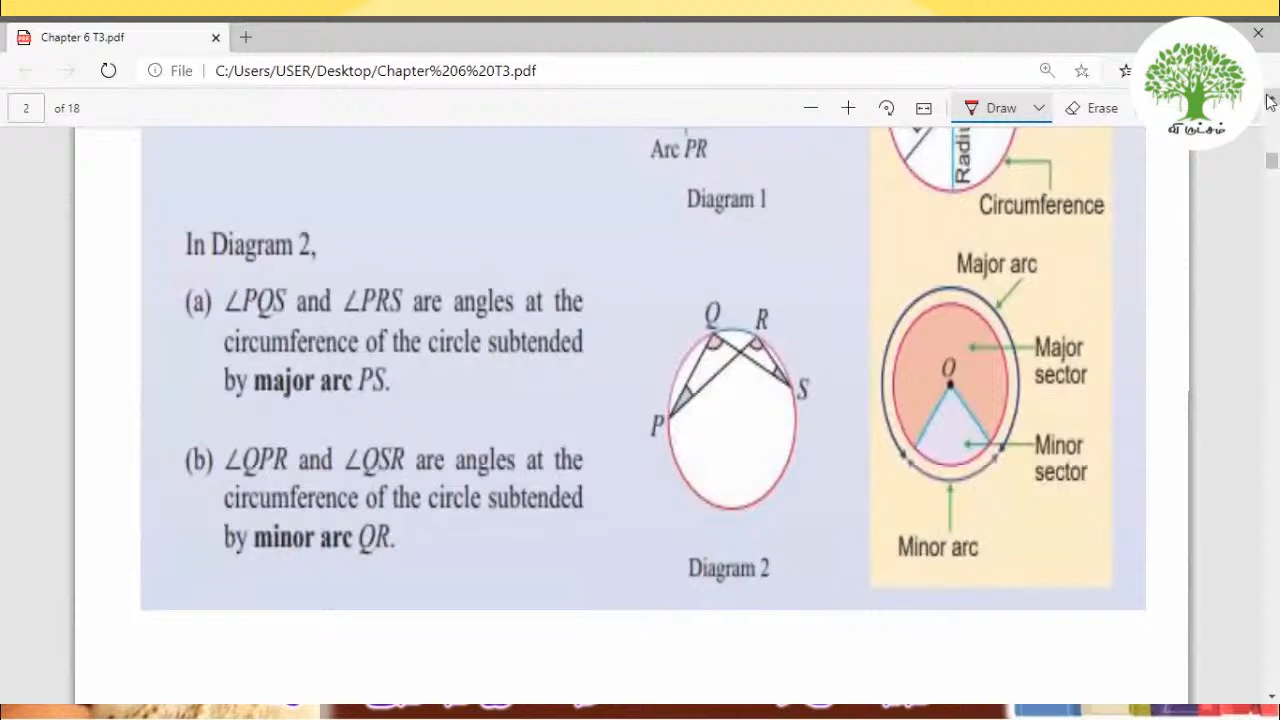 Chapter 6 T3.pdf
File
C:/Users/USER/Desktop/Chapter%206%20T3.pdf
2 of 18
Draw
Erase
விருட்சம்
Arc PR
Diagram 1
Circumference
In Diagram 2,
(a) ∠PQS and ∠PRS are angles at the
circumference of the circle subtended
by major arc PS.
(b) ∠QPR and ∠QSR are angles at the
circumference of the circle subtended
by minor arc QR.
Q
R
S
P
Diagram 2
Major arc
Major
sector
O
Minor
sector
Minor arc